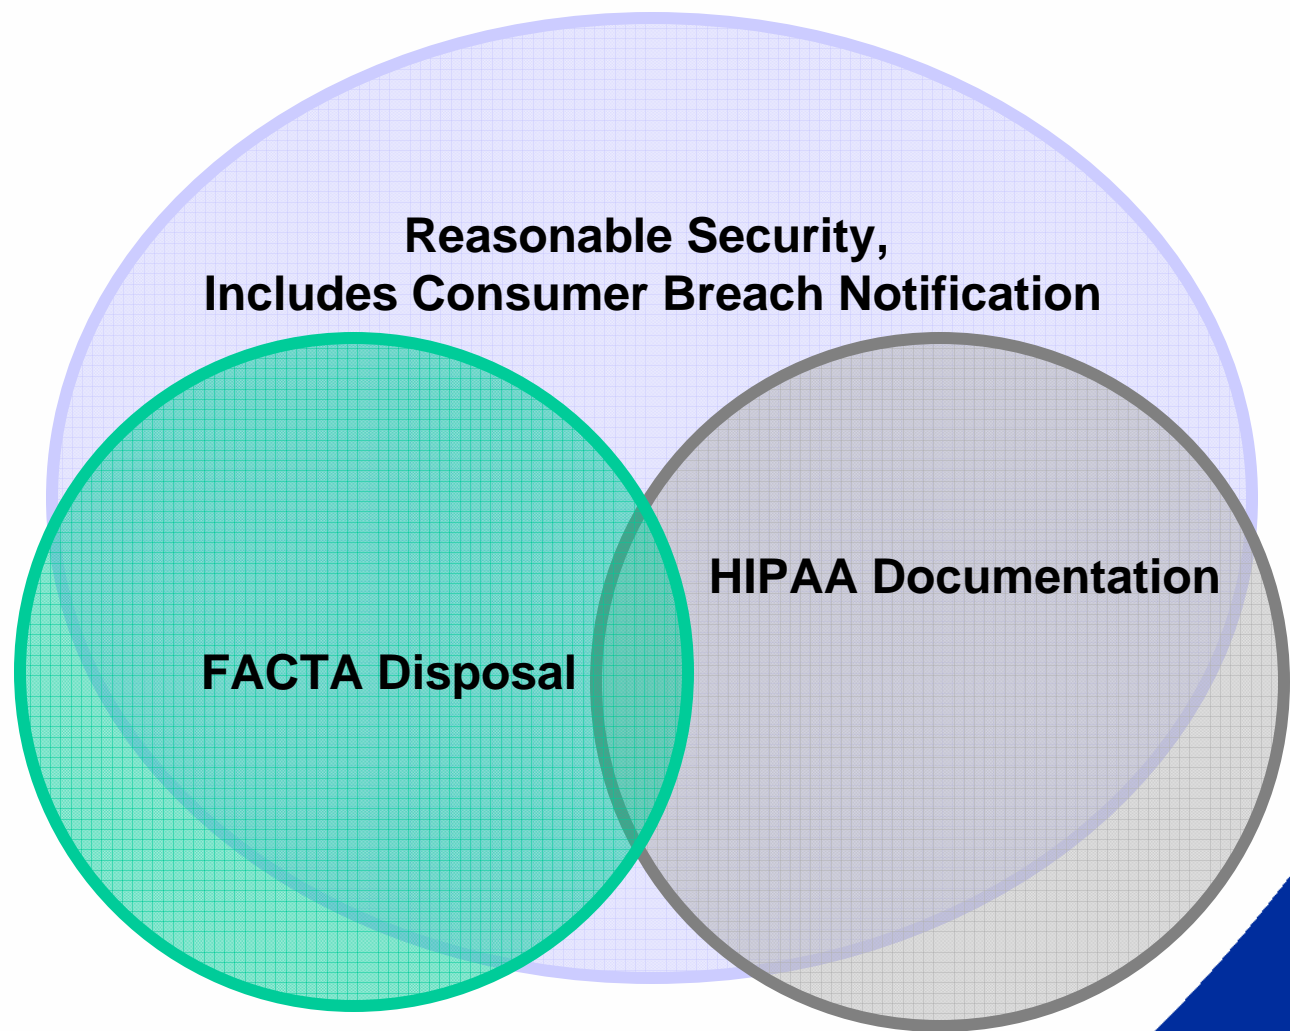 Reasonable Security,
Includes Consumer Breach Notification
HIPAA Documentation
FACTA Disposal